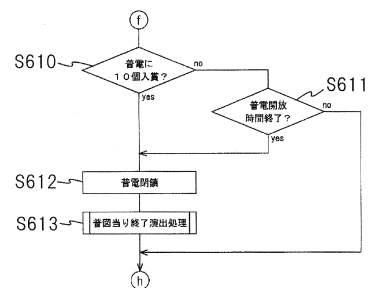 f
S610
普電に
10個入賞?
no
yes
S611
普電開放
時間終了?
no
yes
S612
普電閉鎖
S613
普図当り終了演出処理
h